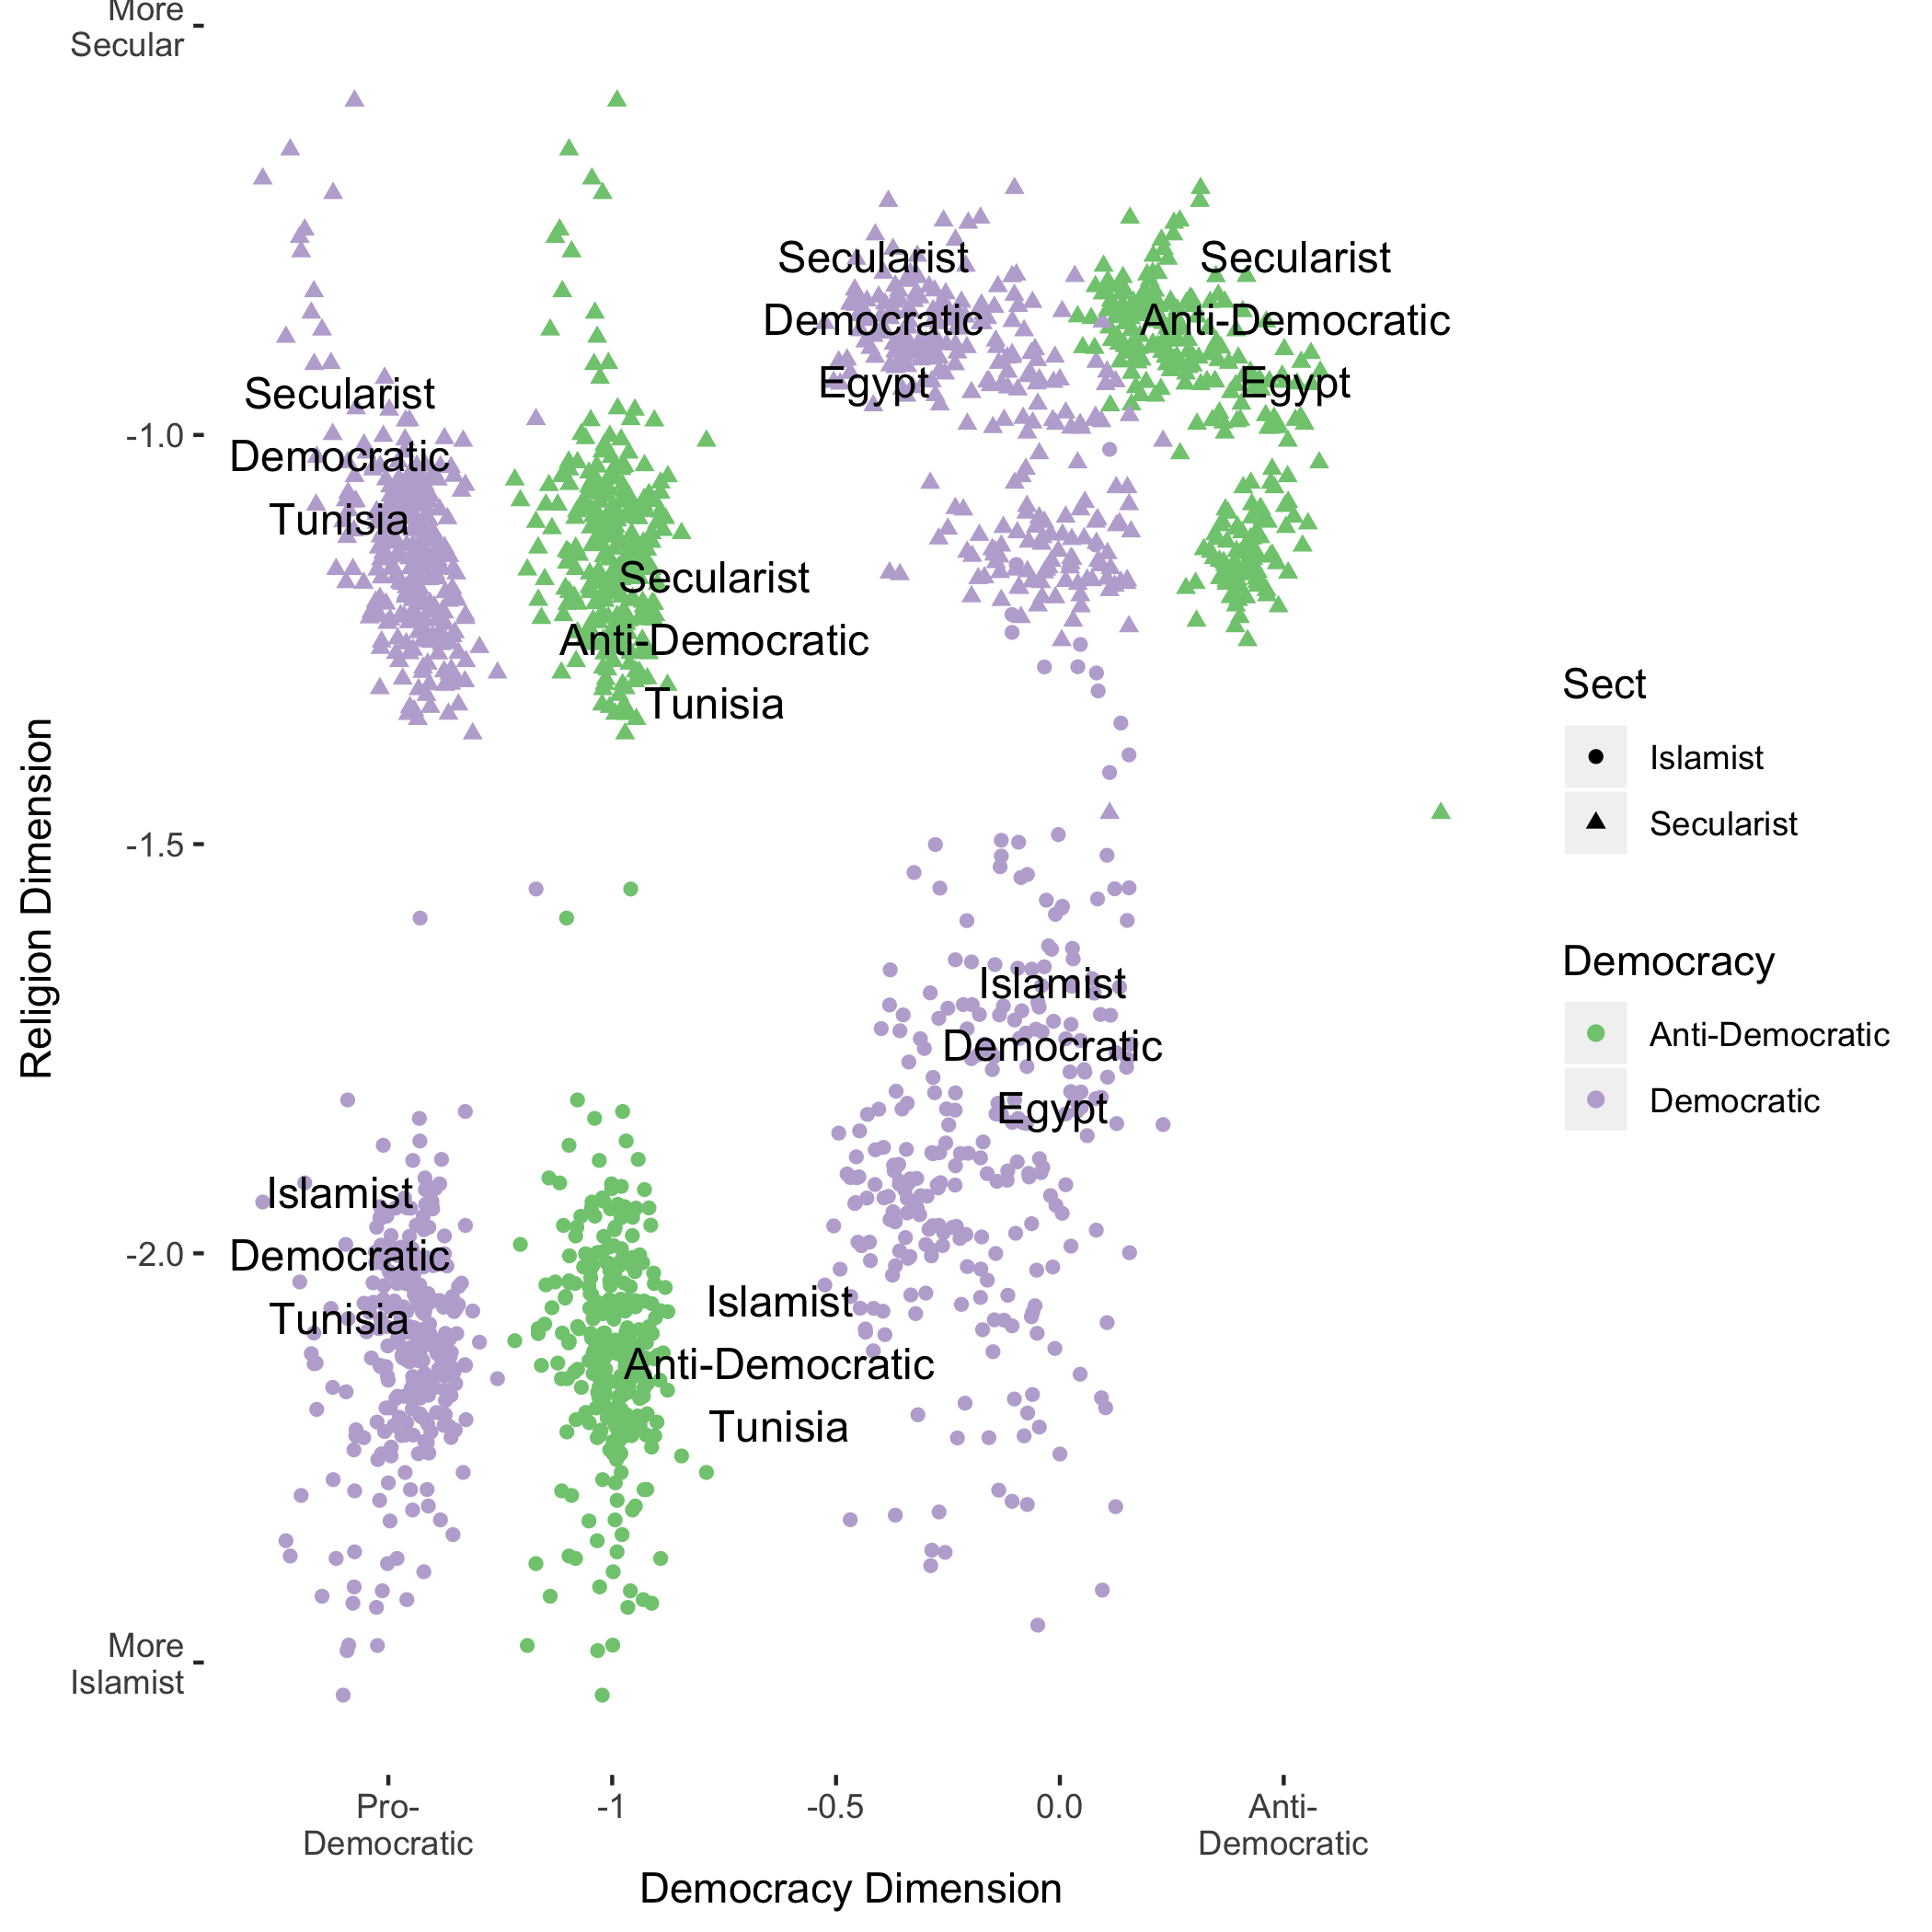 More
Secular
-1.0
-1.5
-2.0
More
Islamist
Religion Dimension
Secularist
Democratic
Tunisia
Secularist
Anti-Democratic
Tunisia
Secularist
Democratic
Egypt
Secularist
Anti-Democratic
Egypt
Islamist
Democratic
Egypt
Islamist
Democratic
Tunisia
Islamist
Anti-Democratic
Tunisia
Pro-
Democratic
-1
-0.5
0.0
Anti-
Democratic
Democracy Dimension
Sect
Islamist
Secularist
Democracy
Anti-Democratic
Democratic